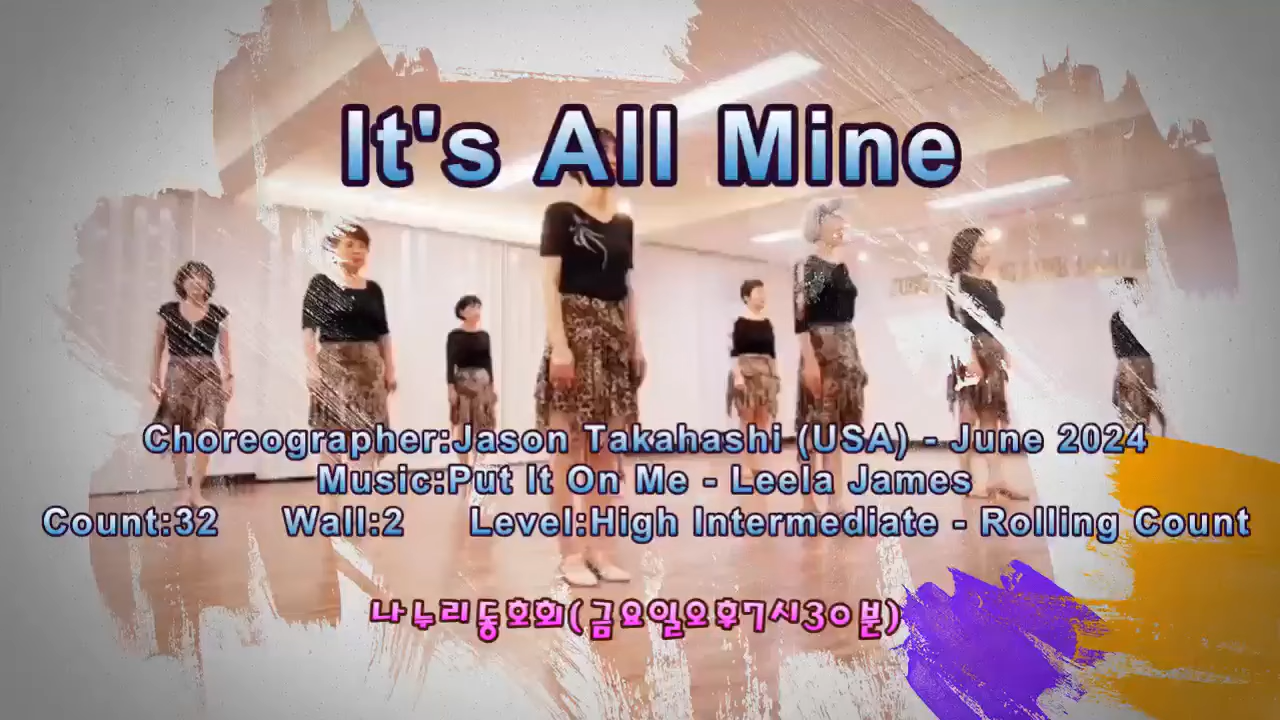 It's All Mine
Choreographer:Jason Takahashi (USA) - June 2024
Music:Put It On Me - Leela James
Count:32 Wall:2 Level:High Intermediate - Rolling Count
나누리동호회(금요일오후7시30분)